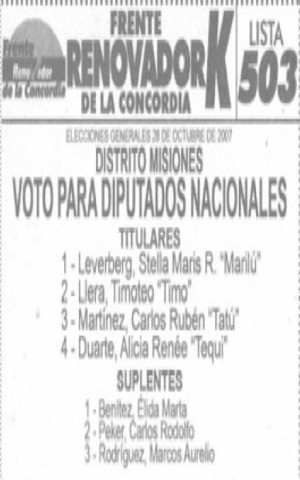 Frente
Renovador
de la Concordia
FRENTE
RENOVADOR K
DE LA CONCORDIA
LISTA
503
ELECCIONES GENERALES 28 DE OCTUBRE DE 2007
DISTRITO MISIONES
VOTO PARA DIPUTADOS NACIONALES
TITULARES
1 - Leverberg, Stella Maris R. "Marilú"
2 - Llera, Timoteo "Timo"
3 - Martínez, Carlos Rubén "Tatú"
4 - Duarte, Alicia Renée "Tequi"
SUPLENTES
1 - Benítez, Élida Marta
2 - Peker, Carlos Rodolfo
3 - Rodríguez, Marcos Aurelio